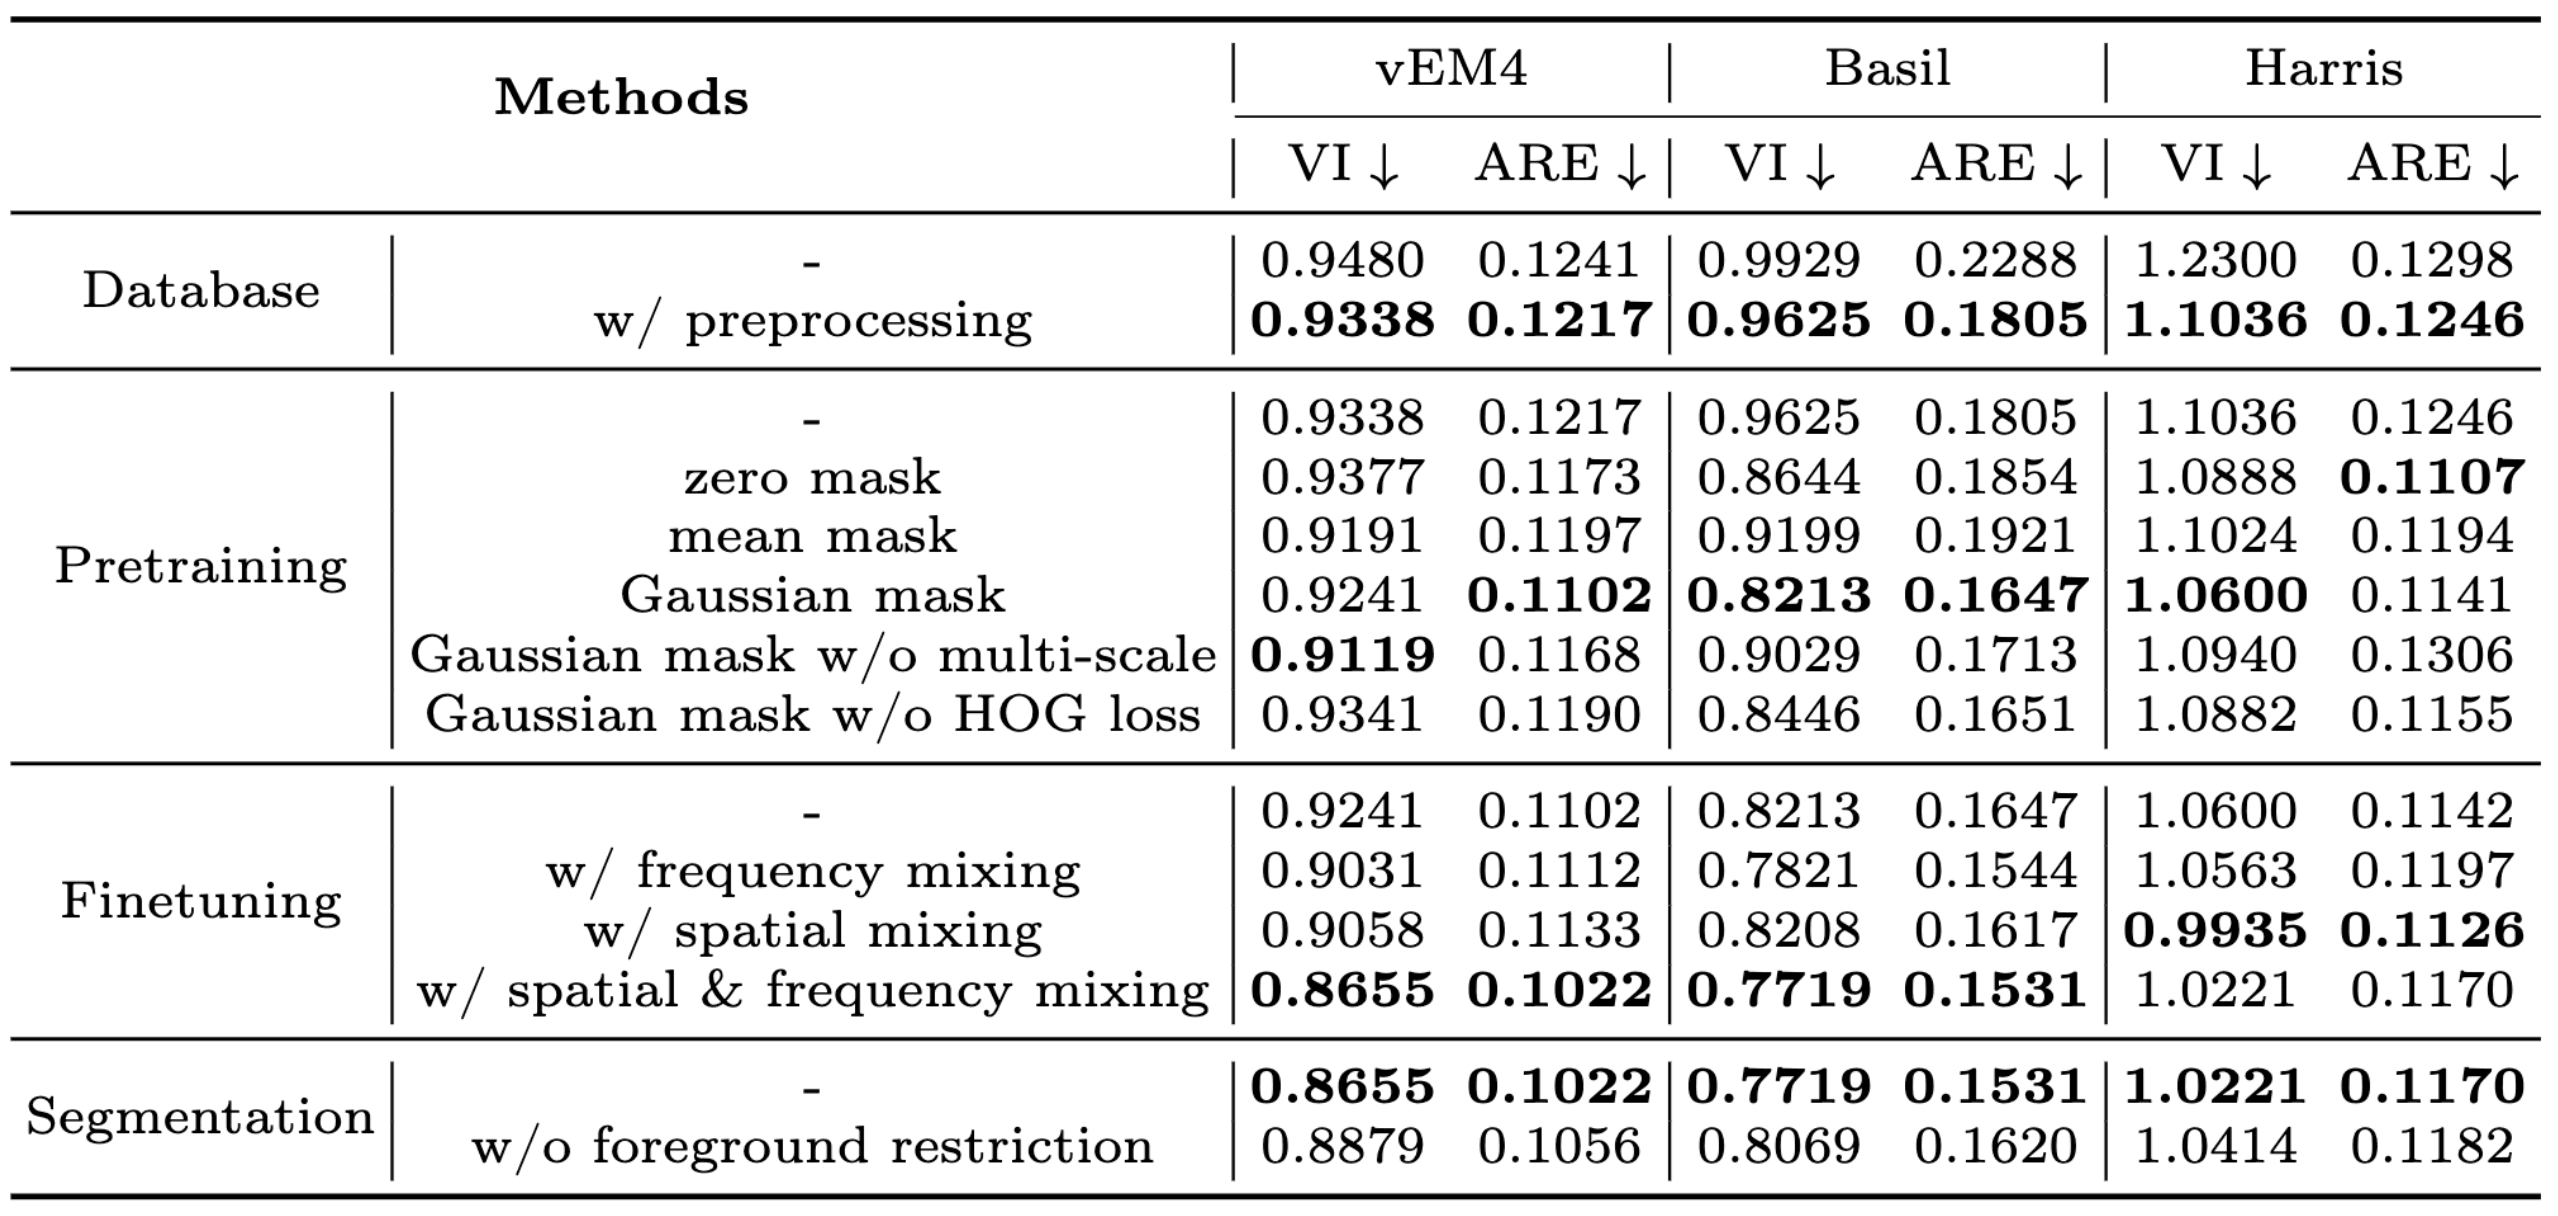 Methods vEM4 Basil Harris
VI ↓ ARE ↓ VI ↓ ARE ↓ VI ↓ ARE ↓
Database - 0.9480 0.1241 0.9929 0.2288 1.2300 0.1298
w/ preprocessing 0.9338 0.1217 0.9625 0.1805 1.1036 0.1246
Pretraining - 0.9338 0.1217 0.9625 0.1805 1.1036 0.1246
zero mask 0.9377 0.1173 0.8644 0.1854 1.0888 0.1107
mean mask 0.9191 0.1197 0.9199 0.1921 1.1024 0.1194
Gaussian mask 0.9241 0.1102 0.8213 0.1647 1.0600 0.1141
Gaussian mask w/o multi-scale 0.9119 0.1168 0.9029 0.1713 1.0940 0.1306
Gaussian mask w/o HOG loss 0.9341 0.1190 0.8446 0.1651 1.0882 0.1155
Finetuning - 0.9241 0.1102 0.8213 0.1647 1.0600 0.1142
w/ frequency mixing 0.9031 0.1112 0.7821 0.1544 1.0563 0.1197
w/ spatial mixing 0.9058 0.1133 0.8208 0.1617 0.9935 0.1126
w/ spatial & frequency mixing 0.8655 0.1022 0.7719 0.1531 1.0221 0.1170
Segmentation - 0.8655 0.1022 0.7719 0.1531 1.0221 0.1170
w/o foreground restriction 0.8879 0.1056 0.8069 0.1620 1.0414 0.1182